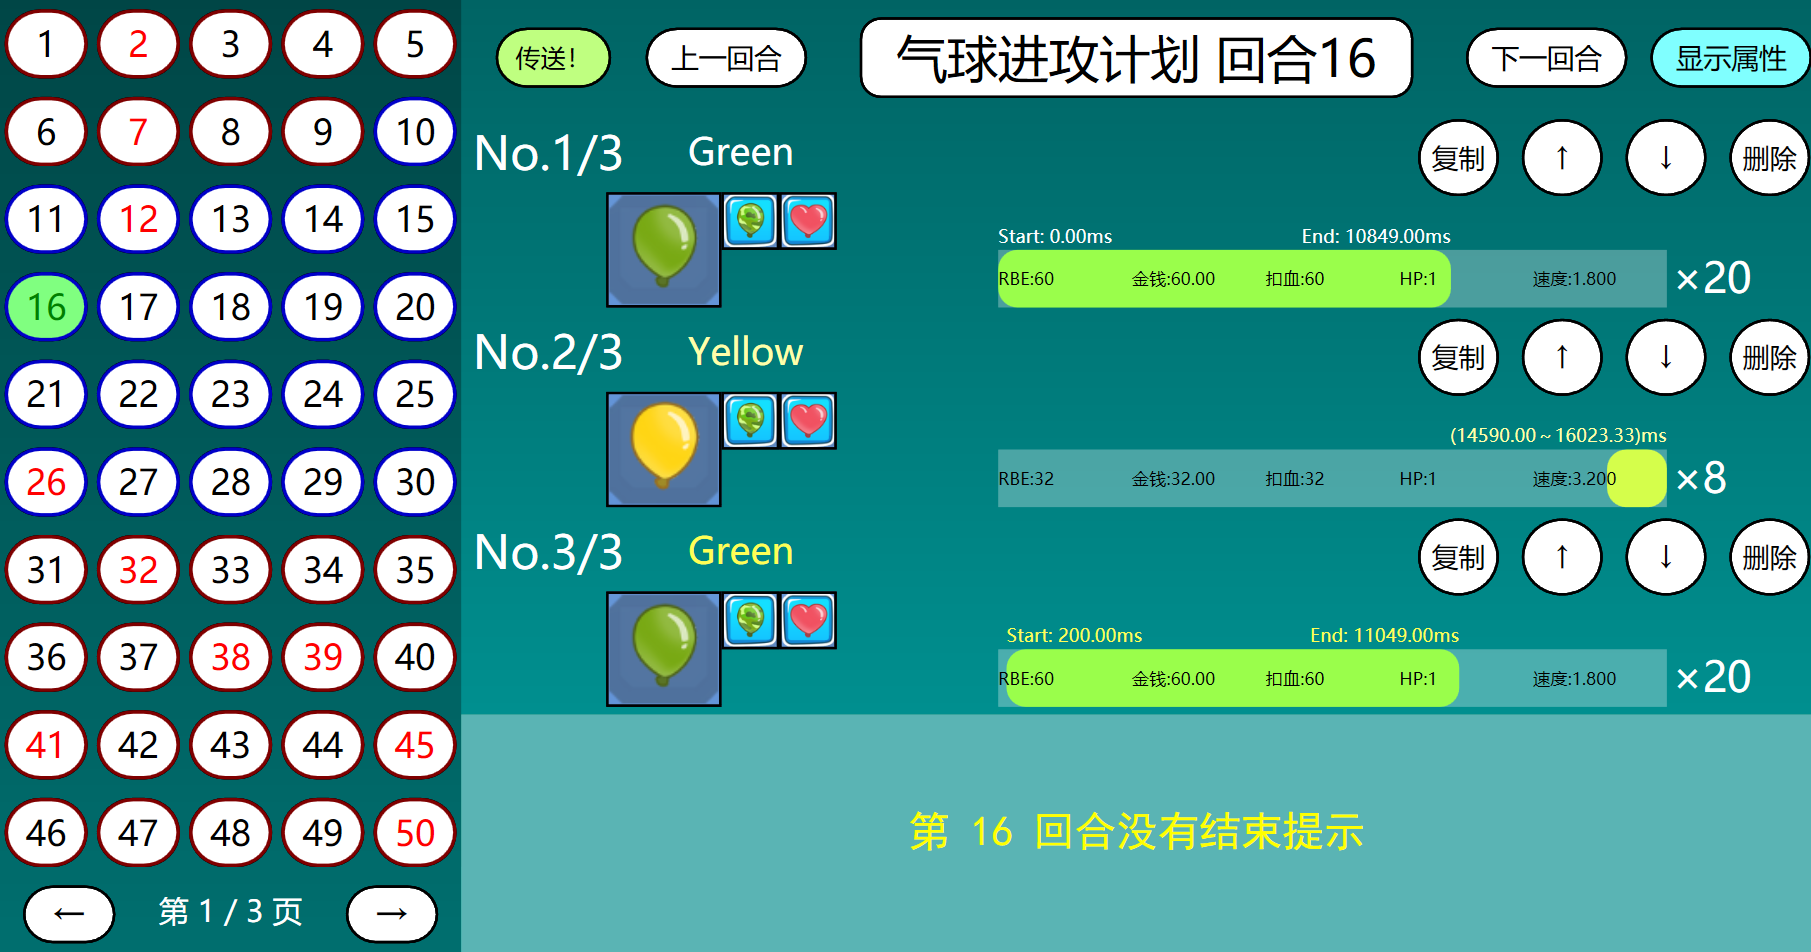 1 2 3 4 5
6 7 8 9 10
11 12 13 14 15
16 17 18 19 20
21 22 23 24 25
26 27 28 29 30
31 32 33 34 35
36 37 38 39 40
41 42 43 44 45
46 47 48 49 50
← 第 1 / 3 页 →
传送! 上一回合 气球进攻计划 回合16 下一回合 显示属性
No.1/3 Green 复制 ↑ ↓ 删除
Start: 0.00ms End: 10849.00ms
RBE:60 金钱:60.00 扣血:60 HP:1 速度:1.800 ×20
No.2/3 Yellow 复制 ↑ ↓ 删除
(14590.00 ~ 16023.33)ms
RBE:32 金钱:32.00 扣血:32 HP:1 速度:3.200 ×8
No.3/3 Green 复制 ↑ ↓ 删除
Start: 200.00ms End: 11049.00ms
RBE:60 金钱:60.00 扣血:60 HP:1 速度:1.800 ×20
第 16 回合没有结束提示